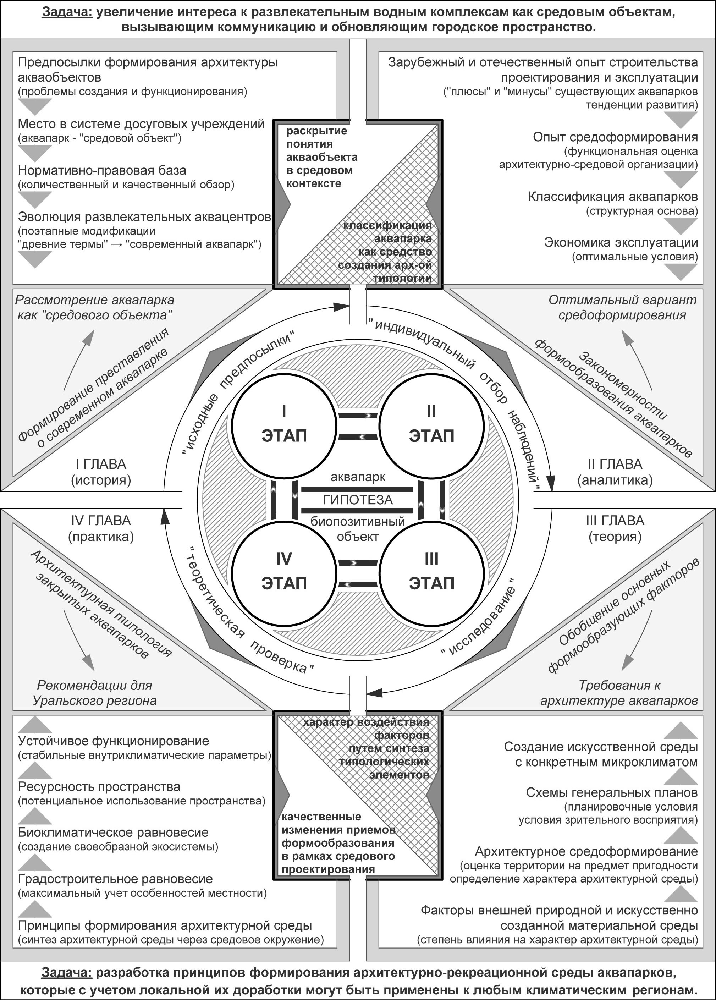 Задача: увеличение интереса к развлекательным водным комплексам как средовым объектам,
вызывающим коммуникацию и обновляющим городское пространство.
Предпосылки формирования архитектуры
акваобъектов
(проблемы создания и функционирования)
Место в системе досуговых учреждений
(аквапарк - "средовой объект")
Нормативно-правовая база
(количественный и качественный обзор)
Эволюция развлекательных аквацентров
(поэтапные модификации
"древние термы" → "современный аквапарк")
Зарубежный и отечественный опыт строительства
проектирования и эксплуатации
("плюсы" и "минусы" существующих аквапарков
тенденции развития)
Опыт средоформирования
(функциональная оценка
архитектурно-средовой организации)
Классификация аквапарков
(структурная основа)
Экономика эксплуатации
(оптимальные условия)
раскрытие
понятия
акваобъекта
в средовом
контексте
классификация
аквапарка
как средство
создания арх-ой
типологии
Рассмотрение аквапарка
как "средового объекта"
Формирование преставления
о современном аквапарке
I ГЛАВА
(история)
Оптимальный вариант
средоформирования
Закономерности
формообразования аквапарков
II ГЛАВА
(аналитика)
"исходные предпосылки"
"индивидуальный отбор наблюдений"
I
ЭТАП
II
ЭТАП
аквапарк
ГИПОТЕЗА
биопозитивный
объект
IV
ЭТАП
III
ЭТАП
"теоретическая проверка"
"исследование"
IV ГЛАВА
(практика)
Архитектурная типология
закрытых аквапарков
Рекомендации для
Уральского региона
III ГЛАВА
(теория)
Обобщение основных
формообразующих факторов
Требования к
архитектуре аквапарков
характер воздействия
факторов
путем синтеза
типологических
элементов
качественные
изменения приемов
формообразования
в рамках средового
проектирования
Устойчивое функционирование
(стабильные внутриклиматические параметры)
Ресурсность пространства
(потенциальное использование пространства)
Биоклиматическое равновесие
(создание своеобразной экосистемы)
Градостроительное равновесие
(максимальный учет особенностей местности)
Принципы формирования архитектурной среды
(синтез архитектурной среды через средовое окружение)
Создание искусственной среды
с конкретным микроклиматом
Схемы генеральных планов
(планировочные условия
условия зрительного восприятия)
Архитектурное средоформирование
(оценка территории на предмет пригодности
определение характера архитектурной среды)
Факторы внешней природной и искусственно
созданной материальной среды
(степень влияния на характер архитектурной среды)
Задача: разработка принципов формирования архитектурно-рекреационной среды аквапарков,
которые с учетом локальной их доработки могут быть применены к любым климатическим регионам.